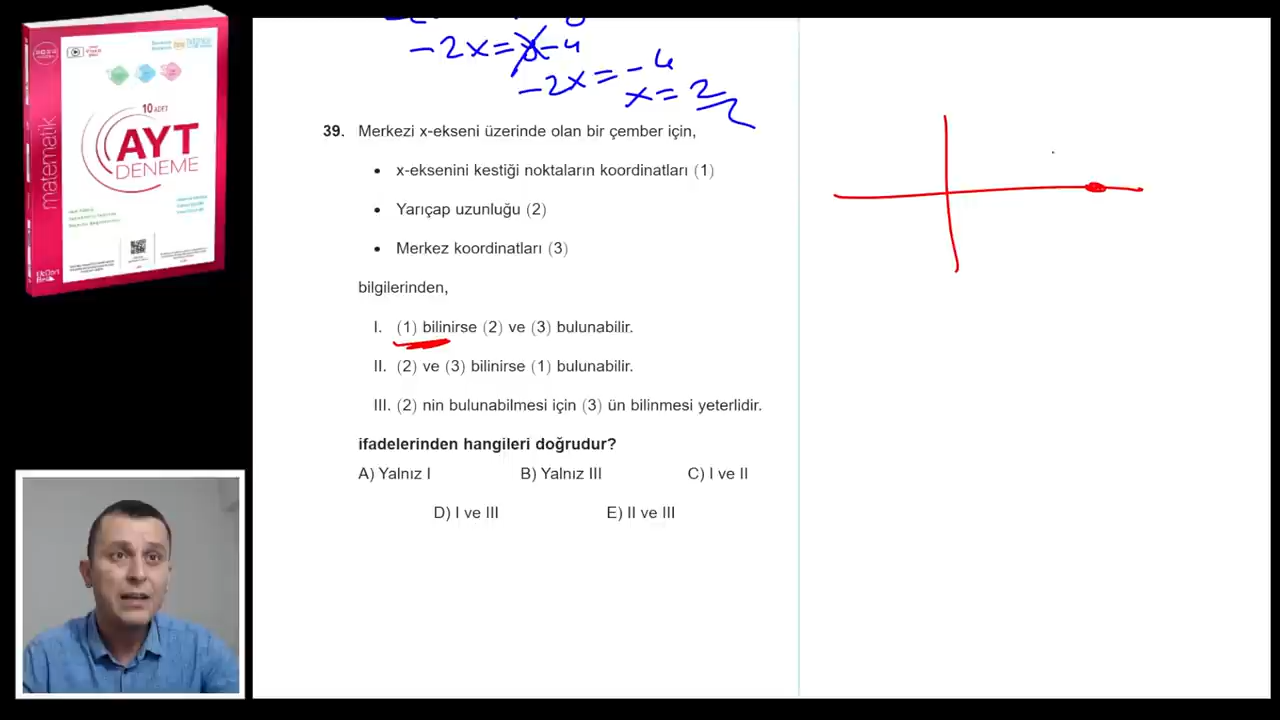 10 ADET
AYT
DENEME
matematik
-2x=8-4
-2x=-4
x=2
39. Merkezi x-ekseni üzerinde olan bir çember için,
• x-eksenini kestiği noktaların koordinatları (1)
• Yarıçap uzunluğu (2)
• Merkez koordinatları (3)
bilgilerinden,
I. (1) bilinirse (2) ve (3) bulunabilir.
II. (2) ve (3) bilinirse (1) bulunabilir.
III. (2) nin bulunabilmesi için (3) ün bilinmesi yeterlidir.
ifadelerinden hangileri doğrudur?
A) Yalnız I B) Yalnız III C) I ve II
D) I ve III E) II ve III